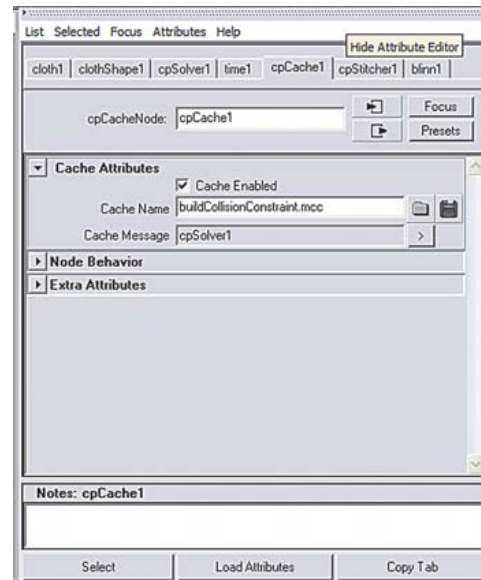 List Selected Focus Attributes Help
Hide Attribute Editor
cloth1 clothShape1 cpSolver1 time1 cpCache1 cpStitcher1 blinn1
cpCacheNode: cpCache1
Focus
Presets
Cache Attributes
Cache Enabled
Cache Name buildCollisionConstraint.mcc
Cache Message cpSolver1 >
Node Behavior
Extra Attributes
Notes: cpCache1
Select Load Attributes Copy Tab